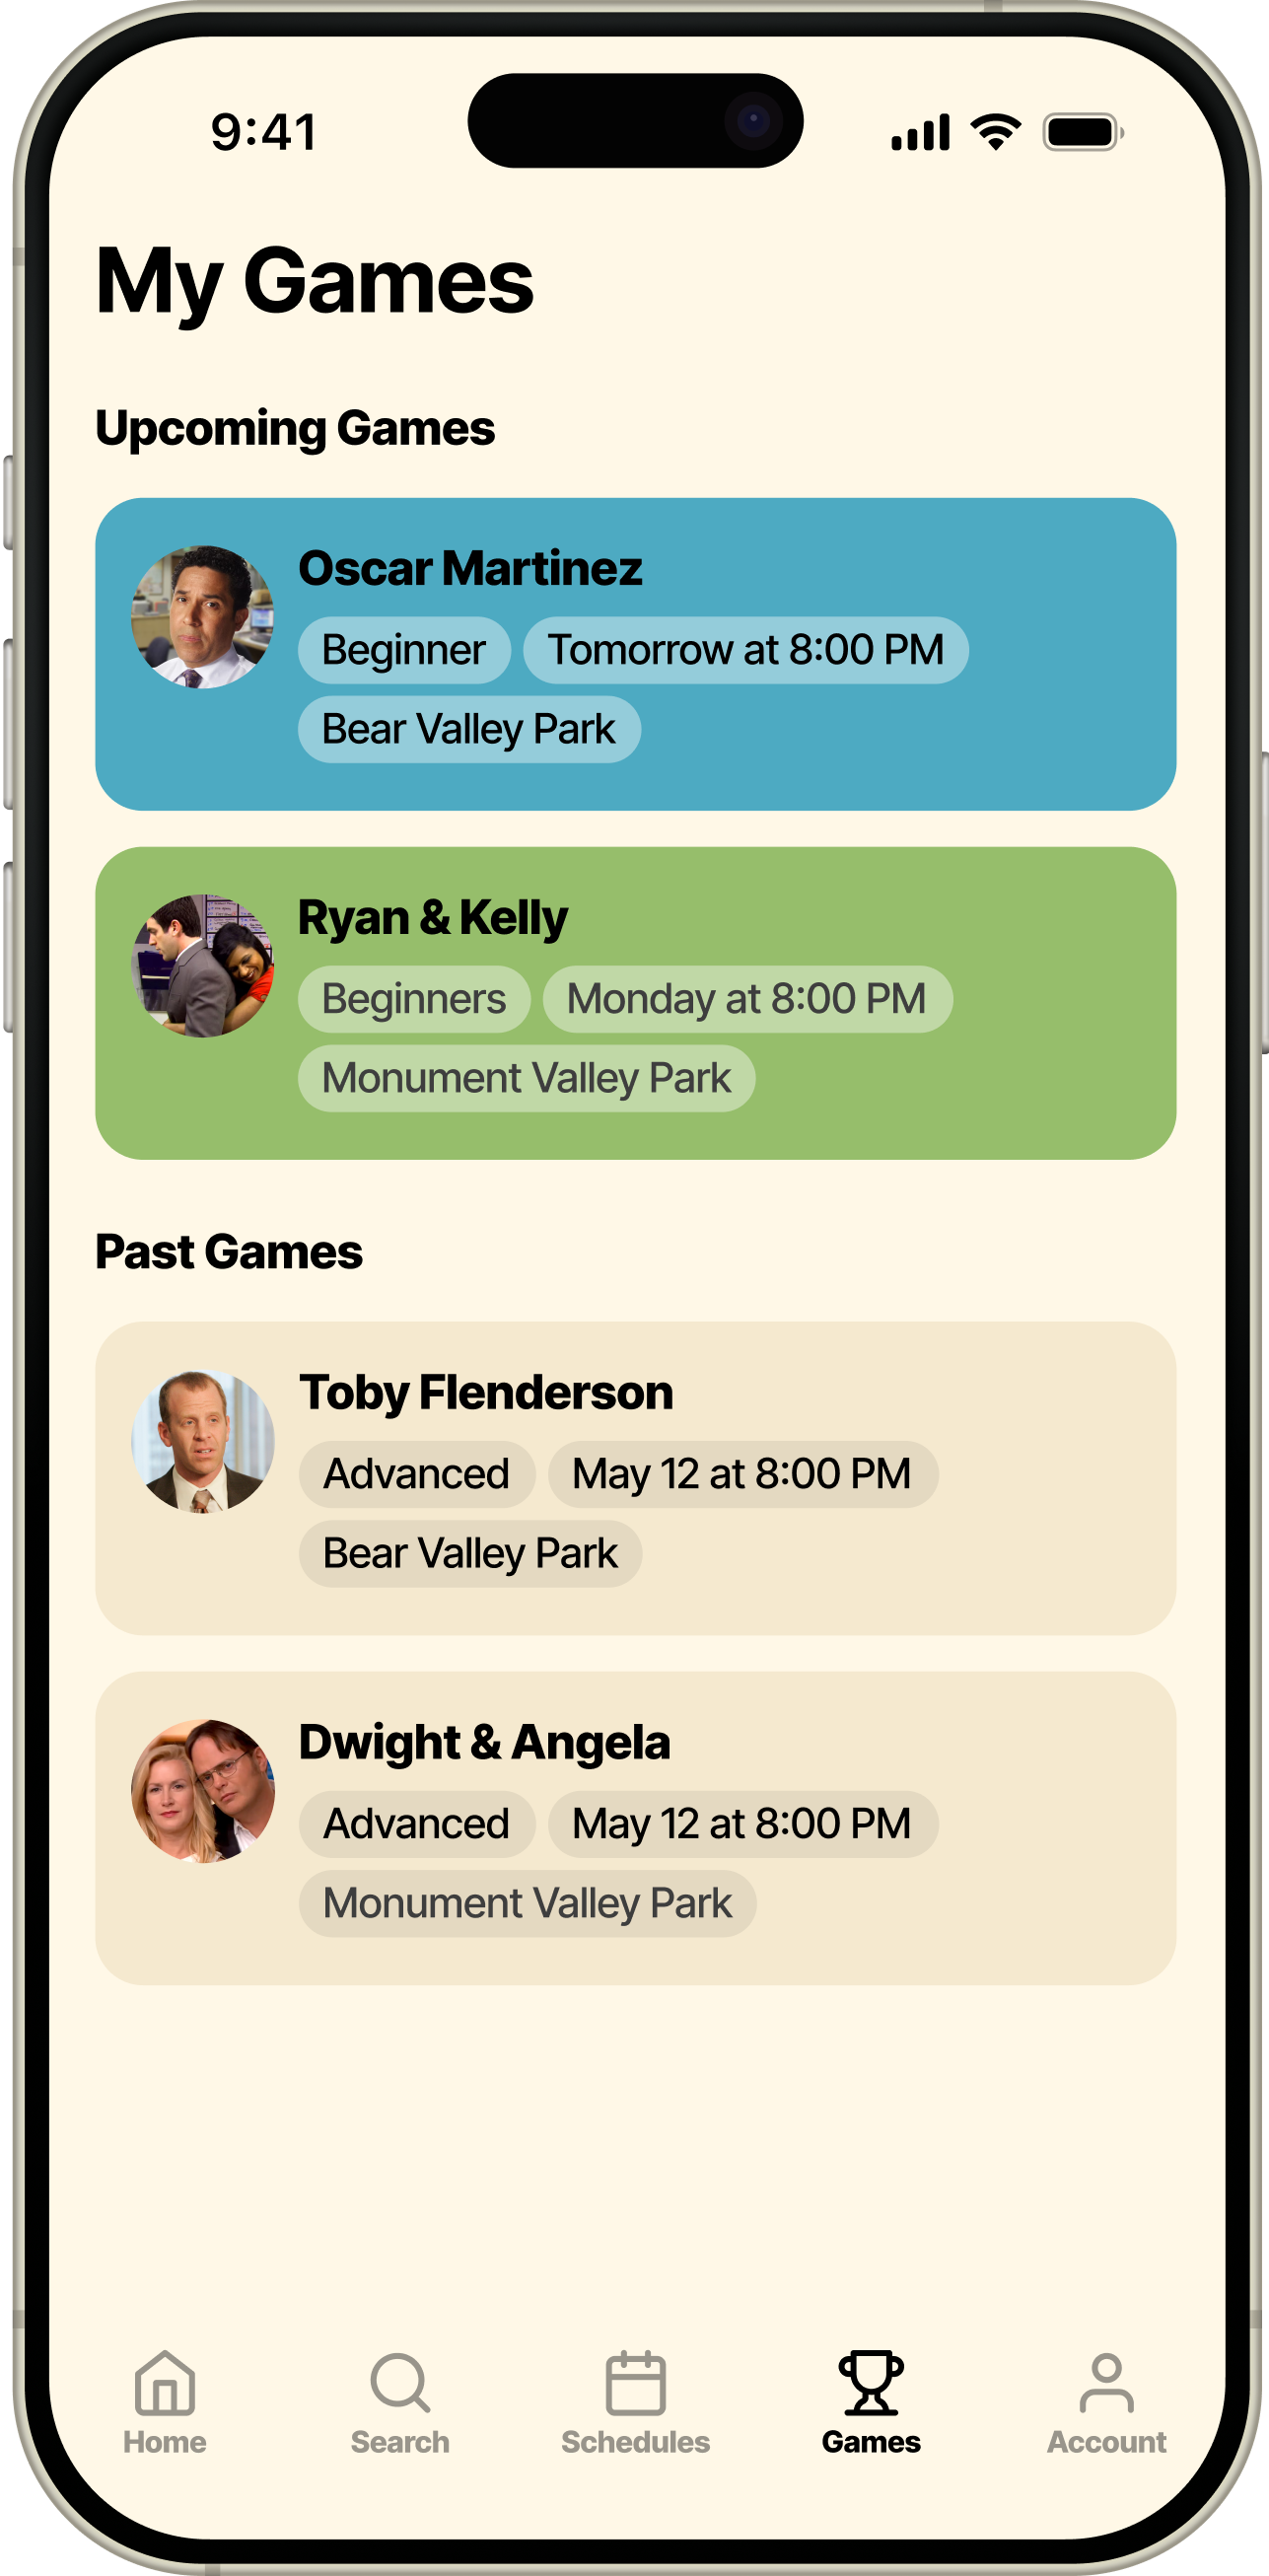 9:41
My Games
Upcoming Games
Oscar Martinez
Beginner Tomorrow at 8:00 PM
Bear Valley Park
Ryan & Kelly
Beginners Monday at 8:00 PM
Monument Valley Park
Past Games
Toby Flenderson
Advanced May 12 at 8:00 PM
Bear Valley Park
Dwight & Angela
Advanced May 12 at 8:00 PM
Monument Valley Park
Home Search Schedules Games Account